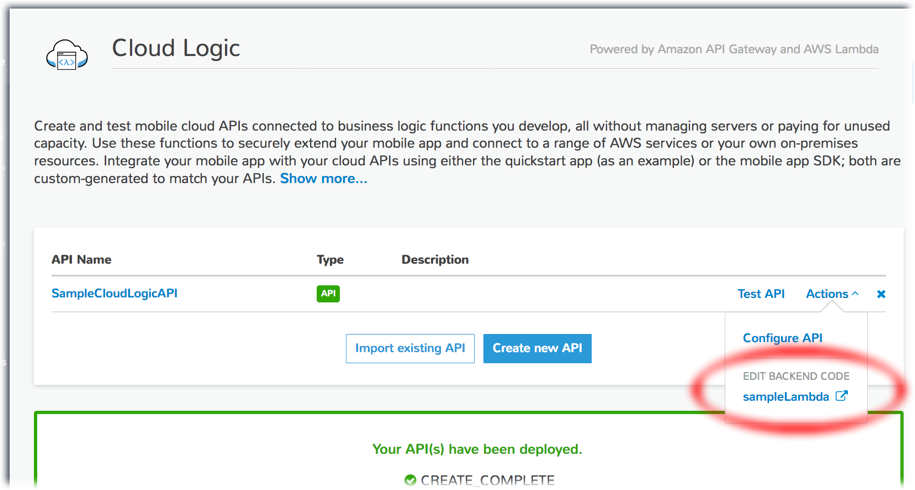 Cloud Logic
Powered by Amazon API Gateway and AWS Lambda
Create and test mobile cloud APIs connected to business logic functions you develop, all without managing servers or paying for unused
capacity. Use these functions to securely extend your mobile app and connect to a range of AWS services or your own on-premises
resources. Integrate your mobile app with your cloud APIs using either the quickstart app (as an example) or the mobile app SDK; both are
custom-generated to match your APIs. Show more...
API Name Type Description
SampleCloudLogicAPI API Test API Actions
Configure API
Import existing API Create new API
EDIT BACKEND CODE
sampleLambda
Your API(s) have been deployed.
CREATE_COMPLETE